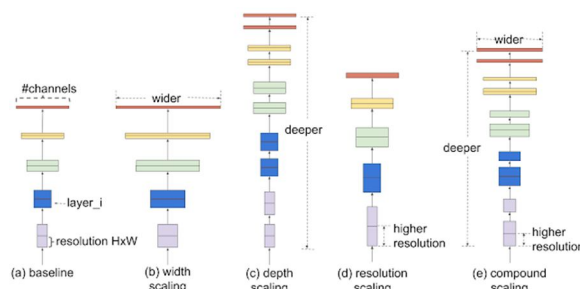 #channels
layer_i
resolution HxW
(a) baseline
wider
(b) width
scaling
deeper
(c) depth
scaling
higher
resolution
(d) resolution
scaling
wider
deeper
higher
resolution
(e) compound
scaling